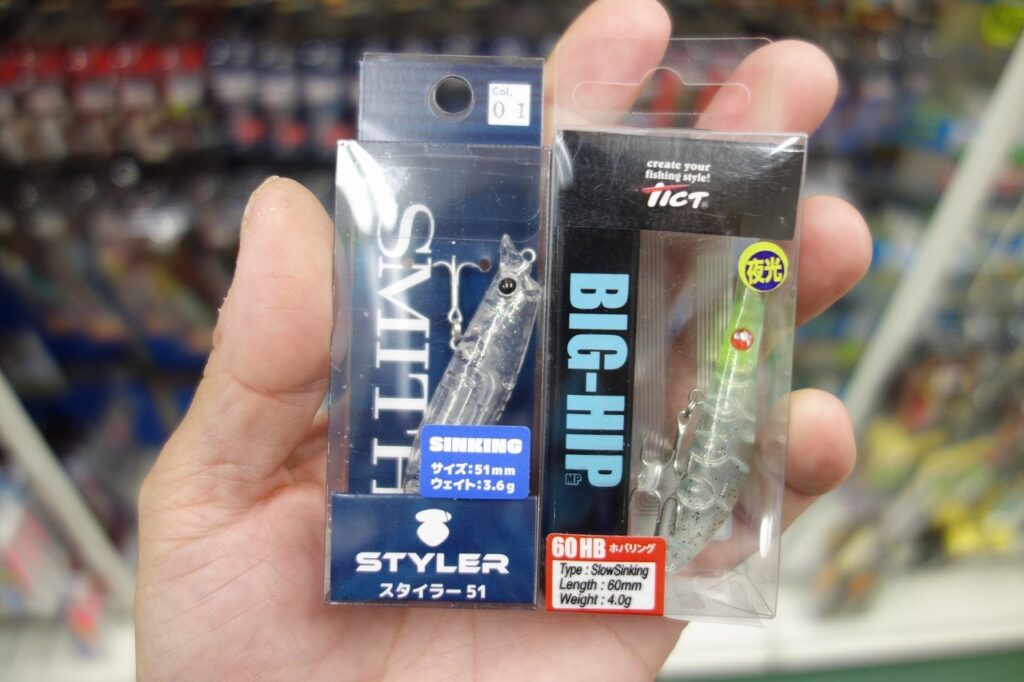 Col.
01
SMITH
SINKING
サイズ:51mm
ウェイト:3.6g
STYLER
スタイラー 51
create your
fishing style!
TICT®
夜光
BIG-HIP
MP
60 HB ホバリング
Type : SlowSinking
Length : 60mm
Weight : 4.0g